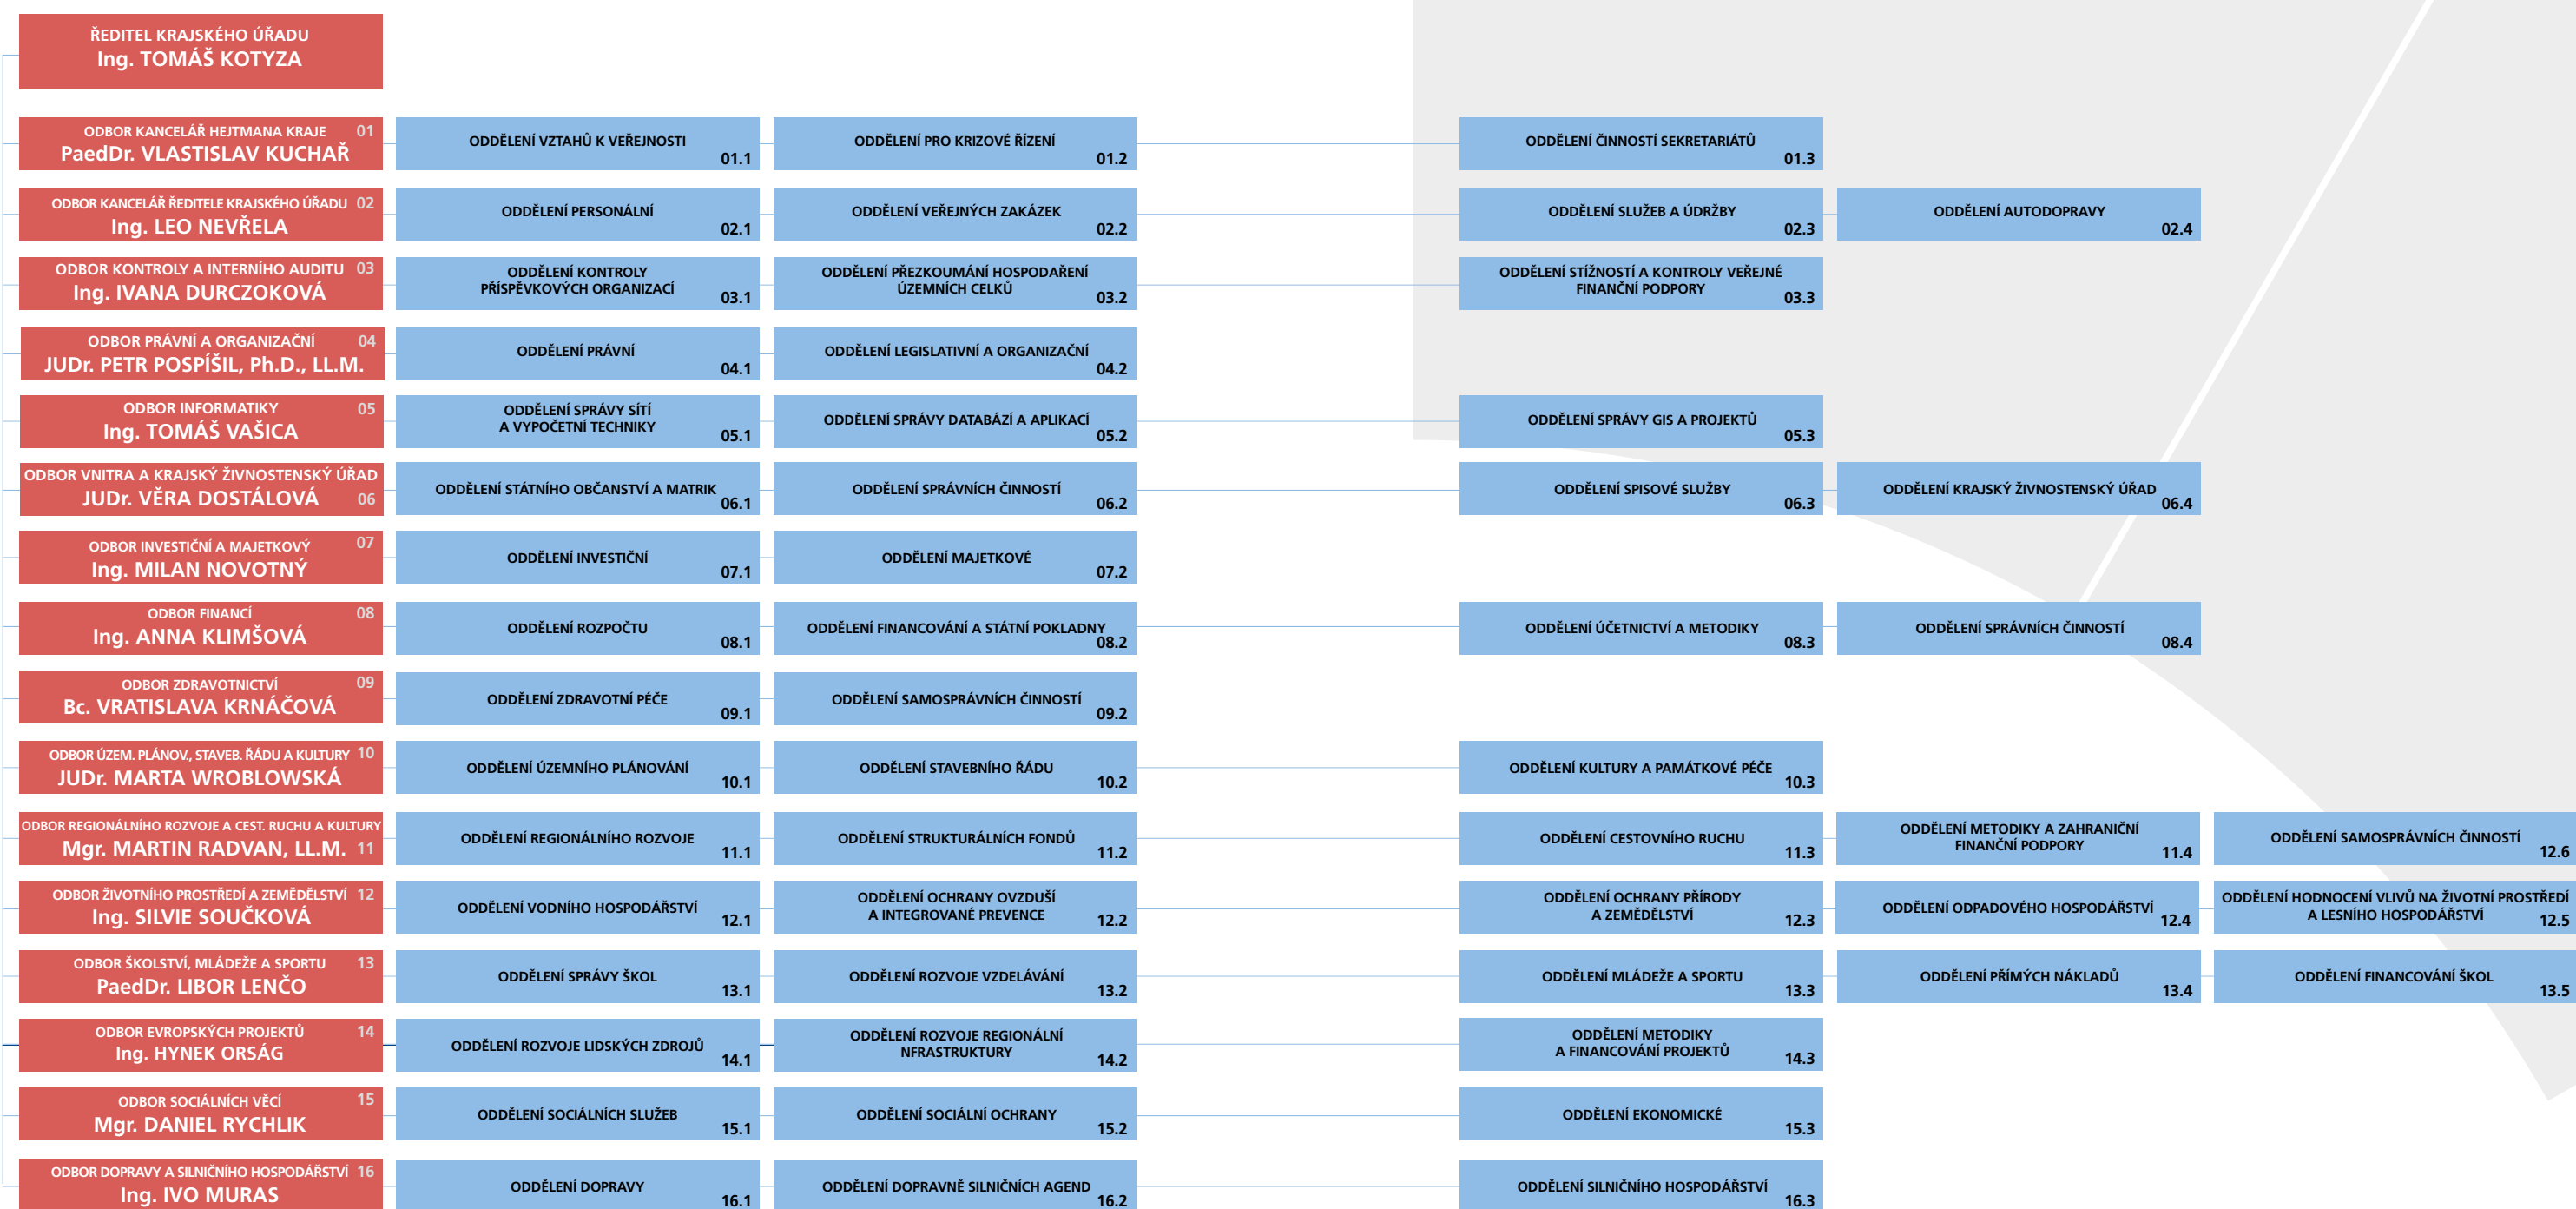 ŘEDITEL KRAJSKÉHO ÚŘADU
Ing. TOMÁŠ KOTYZA
ODBOR KANCELÁŘ HEJTMANA KRAJE 01
PaedDr. VLASTISLAV KUCHAŘ
ODDĚLENÍ VZTAHŮ K VEŘEJNOSTI
01.1
ODDĚLENÍ PRO KRIZOVÉ ŘÍZENÍ
01.2
ODDĚLENÍ ČINNOSTÍ SEKRETARIÁTŮ
01.3
ODBOR KANCELÁŘ ŘEDITELE KRAJSKÉHO ÚŘADU 02
Ing. LEO NEVŘELA
ODDĚLENÍ PERSONÁLNÍ
02.1
ODDĚLENÍ VEŘEJNÝCH ZAKÁZEK
02.2
ODDĚLENÍ SLUŽEB A ÚDRŽBY
02.3
ODDĚLENÍ AUTODOPRAVY
02.4
ODBOR KONTROLY A INTERNÍHO AUDITU 03
Ing. IVANA DURCZOKOVÁ
ODDĚLENÍ KONTROLY
PŘÍSPĚVKOVÝCH ORGANIZACÍ
03.1
ODDĚLENÍ PŘEZKOUMÁNÍ HOSPODAŘENÍ
ÚZEMNÍCH CELKŮ
03.2
ODDĚLENÍ STÍŽNOSTÍ A KONTROLY VEŘEJNÉ
FINANČNÍ PODPORY
03.3
ODBOR PRÁVNÍ A ORGANIZAČNÍ 04
JUDr. PETR POSPÍŠIL, Ph.D., LL.M.
ODDĚLENÍ PRÁVNÍ
04.1
ODDĚLENÍ LEGISLATIVNÍ A ORGANIZAČNÍ
04.2
ODBOR INFORMATIKY 05
Ing. TOMÁŠ VAŠICA
ODDĚLENÍ SPRÁVY SÍTÍ
A VYPOČETNÍ TECHNIKY
05.1
ODDĚLENÍ SPRÁVY DATABÁZÍ A APLIKACÍ
05.2
ODDĚLENÍ SPRÁVY GIS A PROJEKTŮ
05.3
ODBOR VNITRA A KRAJSKÝ ŽIVNOSTENSKÝ ÚŘAD
JUDr. VĚRA DOSTÁLOVÁ 06
ODDĚLENÍ STÁTNÍHO OBČANSTVÍ A MATRIK
06.1
ODDĚLENÍ SPRÁVNÍCH ČINNOSTÍ
06.2
ODDĚLENÍ SPISOVÉ SLUŽBY
06.3
ODDĚLENÍ KRAJSKÝ ŽIVNOSTENSKÝ ÚŘAD
06.4
ODBOR INVESTIČNÍ A MAJETKOVÝ 07
Ing. MILAN NOVOTNÝ
ODDĚLENÍ INVESTIČNÍ
07.1
ODDĚLENÍ MAJETKOVÉ
07.2
ODBOR FINANCÍ 08
Ing. ANNA KLIMŠOVÁ
ODDĚLENÍ ROZPOČTU
08.1
ODDĚLENÍ FINANCOVÁNÍ A STÁTNÍ POKLADNY
08.2
ODDĚLENÍ ÚČETNICTVÍ A METODIKY
08.3
ODDĚLENÍ SPRÁVNÍCH ČINNOSTÍ
08.4
ODBOR ZDRAVOTNICTVÍ 09
Bc. VRATISLAVA KRNÁČOVÁ
ODDĚLENÍ ZDRAVOTNÍ PÉČE
09.1
ODDĚLENÍ SAMOSPRÁVNÍCH ČINNOSTÍ
09.2
ODBOR ÚZEM. PLÁNOV., STAVEB. ŘÁDU A KULTURY 10
JUDr. MARTA WROBLOWSKÁ
ODDĚLENÍ ÚZEMNÍHO PLÁNOVÁNÍ
10.1
ODDĚLENÍ STAVEBNÍHO ŘÁDU
10.2
ODDĚLENÍ KULTURY A PAMÁTKOVÉ PÉČE
10.3
ODBOR REGIONÁLNÍHO ROZVOJE A CEST. RUCHU A KULTURY
Mgr. MARTIN RADVAN, LL.M. 11
ODDĚLENÍ REGIONÁLNÍHO ROZVOJE
11.1
ODDĚLENÍ STRUKTURÁLNÍCH FONDŮ
11.2
ODDĚLENÍ CESTOVNÍHO RUCHU
11.3
ODDĚLENÍ METODIKY A ZAHRANIČNÍ
FINANČNÍ PODPORY
11.4
ODDĚLENÍ SAMOSPRÁVNÍCH ČINNOSTÍ
12.6
ODBOR ŽIVOTNÍHO PROSTŘEDÍ A ZEMĚDĚLSTVÍ 12
Ing. SILVIE SOUČKOVÁ
ODDĚLENÍ VODNÍHO HOSPODÁŘSTVÍ
12.1
ODDĚLENÍ OCHRANY OVZDUŠÍ
A INTEGROVANÉ PREVENCE
12.2
ODDĚLENÍ OCHRANY PŘÍRODY
A ZEMĚDĚLSTVÍ
12.3
ODDĚLENÍ ODPADOVÉHO HOSPODÁŘSTVÍ
12.4
ODDĚLENÍ HODNOCENÍ VLIVŮ NA ŽIVOTNÍ PROSTŘEDÍ
A LESNÍHO HOSPODÁŘSTVÍ
12.5
ODBOR ŠKOLSTVÍ, MLÁDEŽE A SPORTU 13
PaedDr. LIBOR LENČO
ODDĚLENÍ SPRÁVY ŠKOL
13.1
ODDĚLENÍ ROZVOJE VZDELÁVÁNÍ
13.2
ODDĚLENÍ MLÁDEŽE A SPORTU
13.3
ODDĚLENÍ PŘÍMÝCH NÁKLADŮ
13.4
ODDĚLENÍ FINANCOVÁNÍ ŠKOL
13.5
ODBOR EVROPSKÝCH PROJEKTŮ 14
Ing. HYNEK ORSÁG
ODDĚLENÍ ROZVOJE LIDSKÝCH ZDROJŮ
14.1
ODDĚLENÍ ROZVOJE REGIONÁLNÍ
NFRASTRUKTURY
14.2
ODDĚLENÍ METODIKY
A FINANCOVÁNÍ PROJEKTŮ
14.3
ODBOR SOCIÁLNÍCH VĚCÍ 15
Mgr. DANIEL RYCHLIK
ODDĚLENÍ SOCIÁLNÍCH SLUŽEB
15.1
ODDĚLENÍ SOCIÁLNÍ OCHRANY
15.2
ODDĚLENÍ EKONOMICKÉ
15.3
ODBOR DOPRAVY A SILNIČNÍHO HOSPODÁŘSTVÍ 16
Ing. IVO MURAS
ODDĚLENÍ DOPRAVY
16.1
ODDĚLENÍ DOPRAVNĚ SILNIČNÍCH AGEND
16.2
ODDĚLENÍ SILNIČNÍHO HOSPODÁŘSTVÍ
16.3